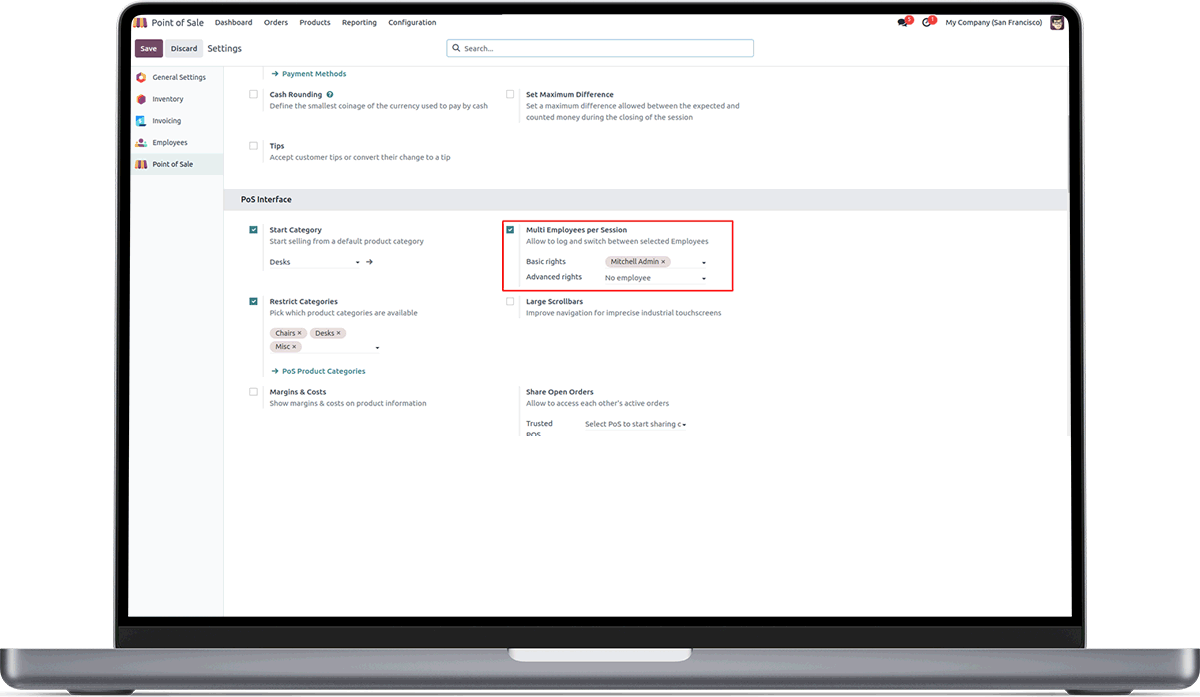 Point of Sale Dashboard Orders Products Reporting Configuration 5 1 My Company (San Francisco)
Save Discard Settings Search...
General Settings
Inventory
Invoicing
Employees
Point of Sale
→ Payment Methods
Cash Rounding ?
Define the smallest coinage of the currency used to pay by cash
Set Maximum Difference
Set a maximum difference allowed between the expected and
counted money during the closing of the session
Tips
Accept customer tips or convert their change to a tip
PoS Interface
Start Category
Start selling from a default product category
Desks →
Multi Employees per Session
Allow to log and switch between selected Employees
Basic rights Mitchell Admin ×
Advanced rights No employee
Restrict Categories
Pick which product categories are available
Chairs × Desks ×
Misc ×
→ PoS Product Categories
Large Scrollbars
Improve navigation for imprecise industrial touchscreens
Margins & Costs
Show margins & costs on product information
Share Open Orders
Allow to access each other's active orders
Trusted Select PoS to start sharing c
POS